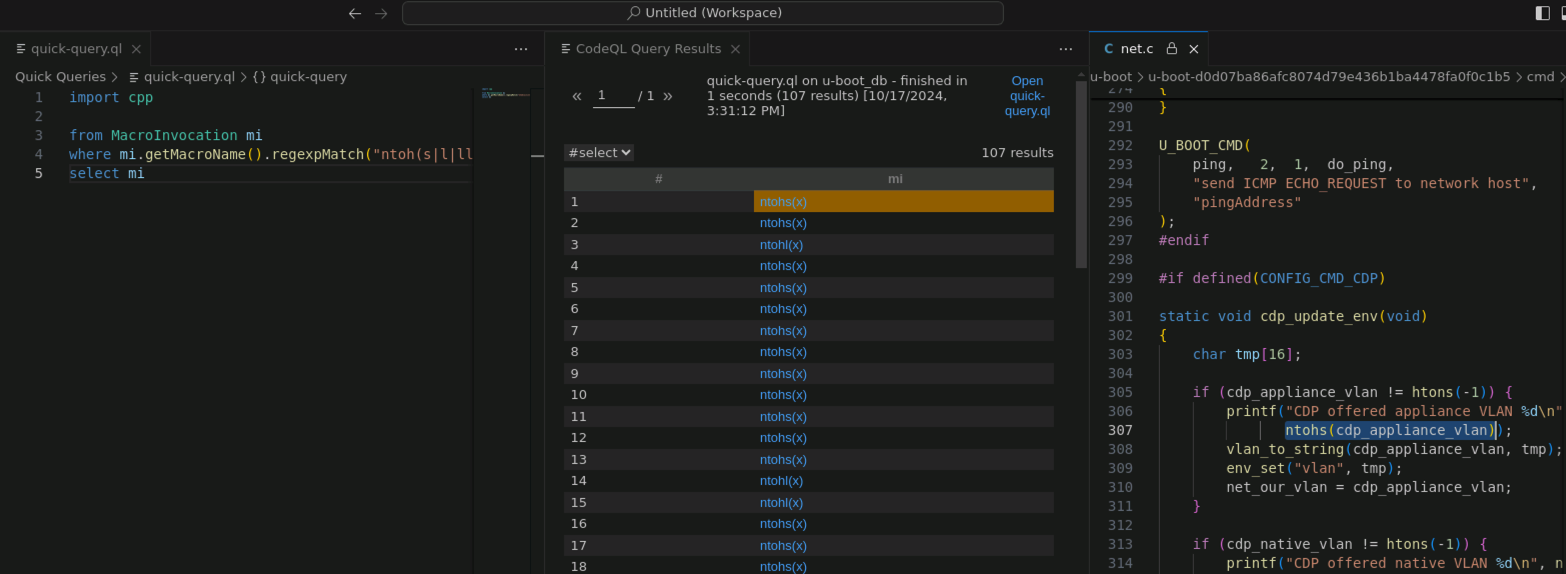 Untitled (Workspace)
quick-query.ql
Quick Queries > quick-query.ql > {} quick-query
1 import cpp
2
3 from MacroInvocation mi
4 where mi.getMacroName().regexpMatch("ntoh(s|l|ll
5 select mi
CodeQL Query Results
« 1 / 1 »
quick-query.ql on u-boot_db - finished in
1 seconds (107 results) [10/17/2024,
3:31:12 PM]
Open
quick-
query.ql
#select
107 results
# mi
1 ntohs(x)
2 ntohs(x)
3 ntohl(x)
4 ntohs(x)
5 ntohs(x)
6 ntohs(x)
7 ntohs(x)
8 ntohs(x)
9 ntohs(x)
10 ntohs(x)
11 ntohs(x)
12 ntohs(x)
13 ntohs(x)
14 ntohl(x)
15 ntohl(x)
16 ntohs(x)
17 ntohs(x)
18 ntohs(x)
C net.c
u-boot > u-boot-d0d07ba86afc8074d79e436b1ba4478fa0f0c1b5 > cmd >
274 {
290 }
291
292 U_BOOT_CMD(
293 ping, 2, 1, do_ping,
294 "send ICMP ECHO_REQUEST to network host",
295 "pingAddress"
296 );
297 #endif
298
299 #if defined(CONFIG_CMD_CDP)
300
301 static void cdp_update_env(void)
302 {
303 char tmp[16];
304
305 if (cdp_appliance_vlan != htons(-1)) {
306 printf("CDP offered appliance VLAN %d\n"
307 ntohs(cdp_appliance_vlan));
308 vlan_to_string(cdp_appliance_vlan, tmp);
309 env_set("vlan", tmp);
310 net_our_vlan = cdp_appliance_vlan;
311 }
312
313 if (cdp_native_vlan != htons(-1)) {
314 printf("CDP offered native VLAN %d\n", n